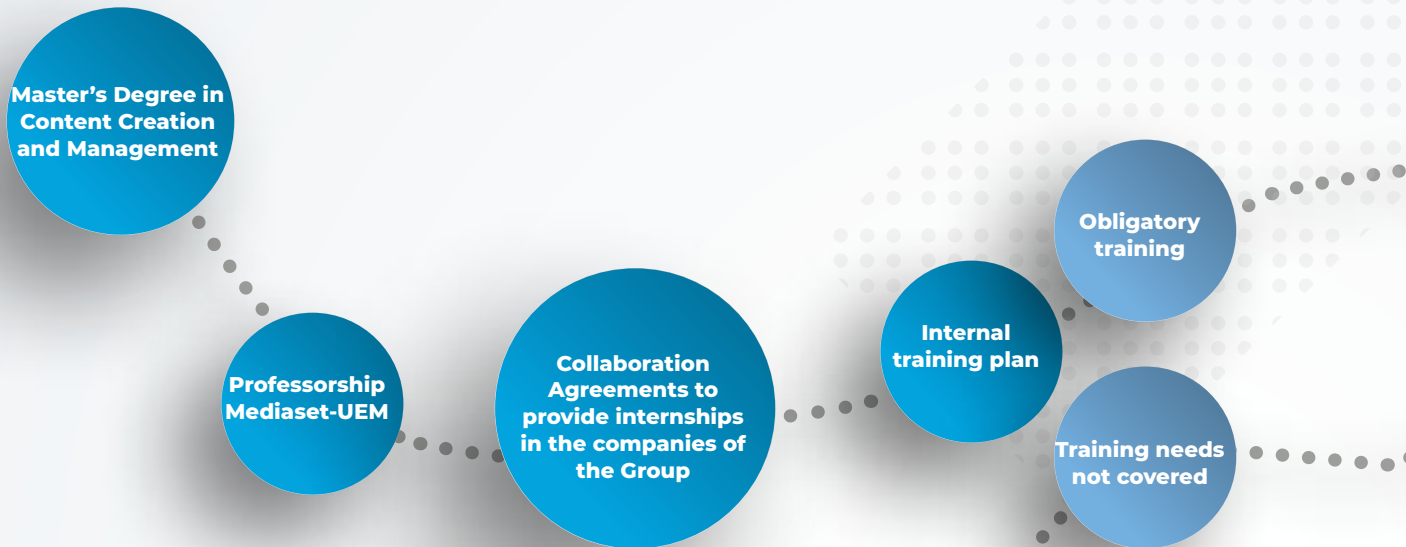 Master's Degree in
Content Creation
and Management
Professorship
Mediaset-UEM
Collaboration
Agreements to
provide internships
in the companies of
the Group
Internal
training plan
Obligatory
training
Training needs
not covered